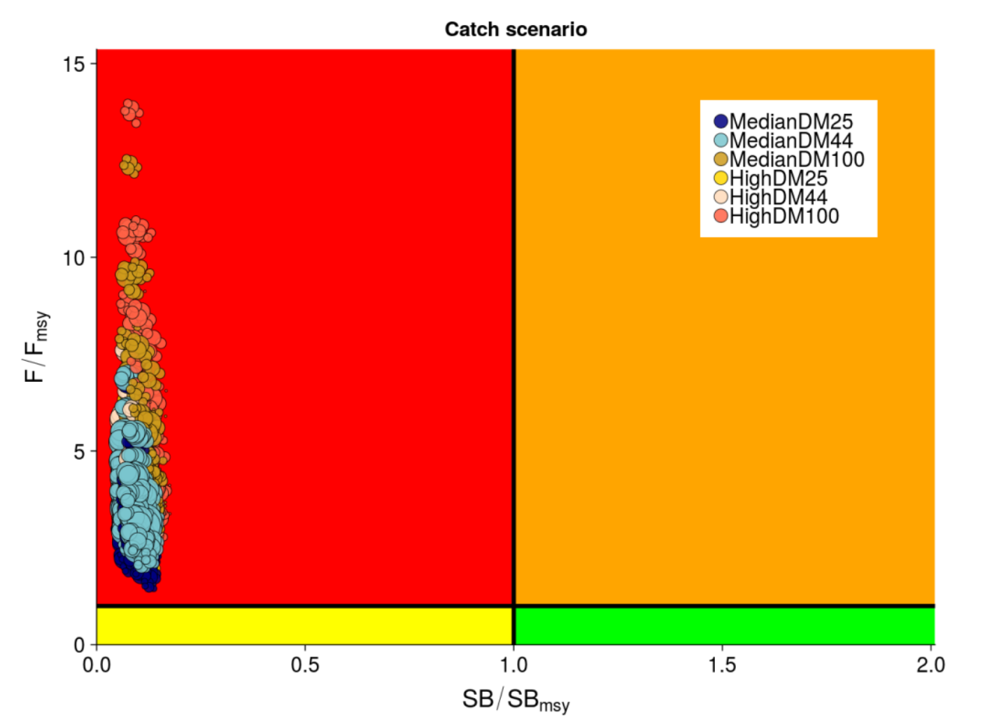 Catch scenario
15
10
5
0
F/Fmsy
MedianDM25
MedianDM44
MedianDM100
HighDM25
HighDM44
HighDM100
0.0 0.5 1.0 1.5 2.0
SB/SBmsy